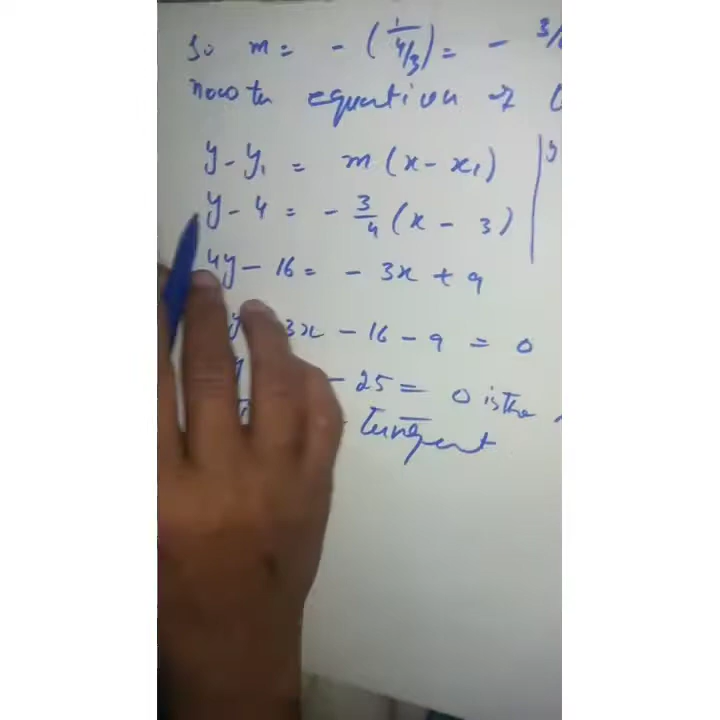 So m = - (1/4/3) = - 3/
now the equation of
y - y₁ = m (x - x₁)
y
y - 4 = - 3/4 (x - 3)
4y - 16 = - 3x + 9
y 3x - 16 - 9 = 0
- 25 = 0 is the
tangent